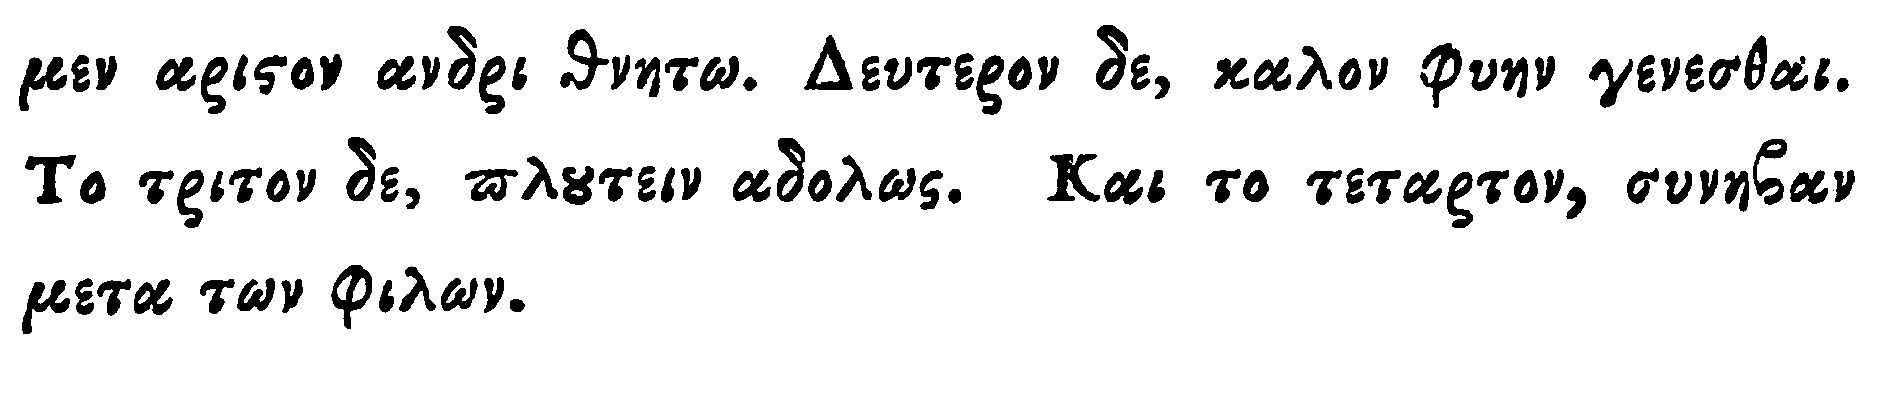 μεν αριϛον ανδρι ϑνητω. Δευτερον δε, καλον φυην γενεσθαι.
Το τριτον δε, ϖλȣτειν αδολως. Και το τεταρτον, συνηβαν
μετα των φιλων.